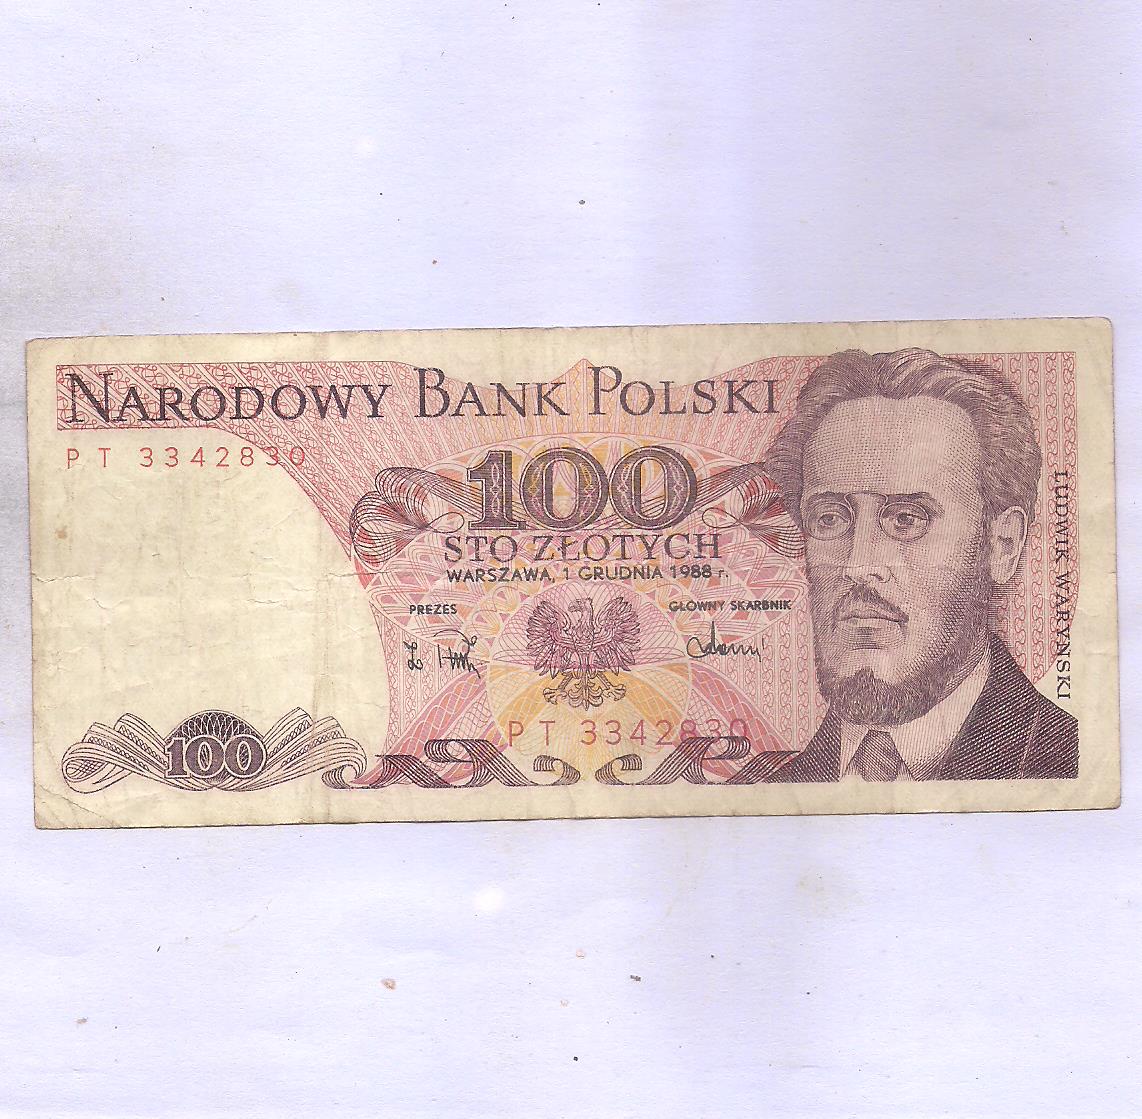 NARODOWY BANK POLSKI
PT 3342830
100
STO ZŁOTYCH
WARSZAWA, 1 GRUDNIA 1988 r.
PREZES
GŁOWNY SKARBNIK
PT 3342830
100
LUDWIK WARYŃSKI